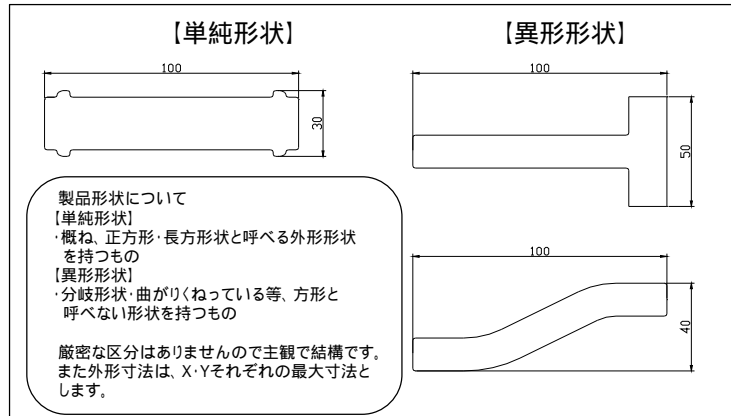 【単純形状】
【異形形状】
100
30
100
50
製品形状について
【単純形状】
・概ね、正方形・長方形状と呼べる外形形状
を持つもの
【異形形状】
・分岐形状・曲がりくねっている等、方形と
呼べない形状を持つもの
厳密な区分はありませんので主観で結構です。
また外形寸法は、X・Yそれぞれの最大寸法と
します。
100
40